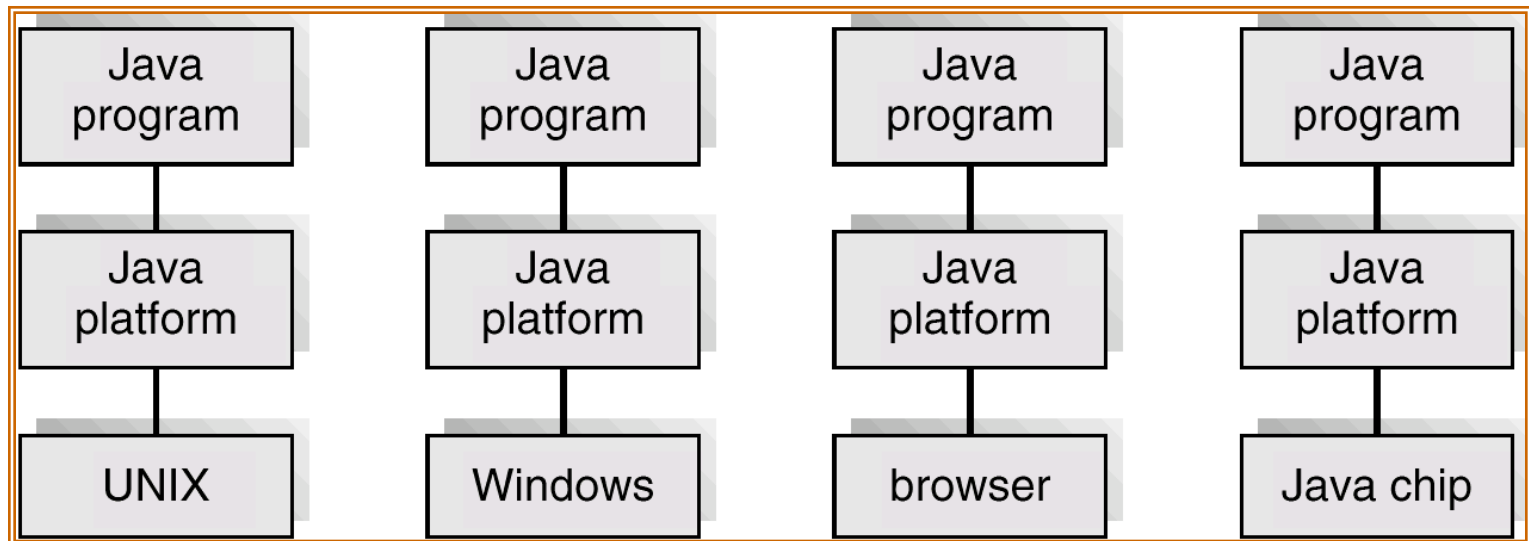 Java
program
Java
program
Java
program
Java
program
Java
platform
Java
platform
Java
platform
Java
platform
UNIX
Windows
browser
Java chip